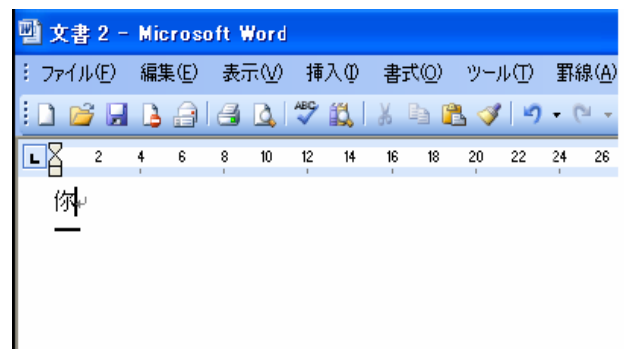 文書 2 - Microsoft Word
ファイル(F) 編集(E) 表示(V) 挿入(I) 書式(O) ツール(T) 罫線(A)
ABC
L 2 4 6 8 10 12 14 16 18 20 22 24 26
你